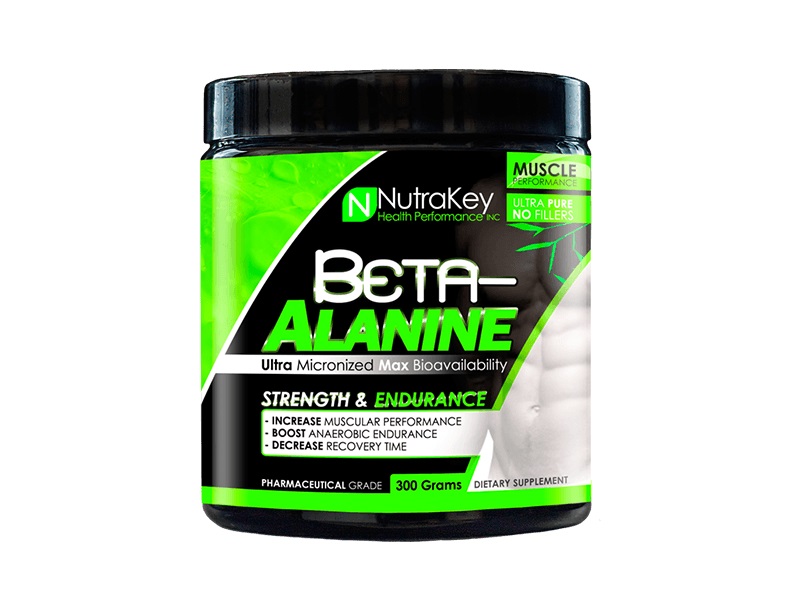 NutraKey
Health Performance INC
MUSCLE
PERFORMANCE
ULTRA PURE
NO FILLERS
BETA-
ALANINE
Ultra Micronized Max Bioavailability
STRENGTH & ENDURANCE
- INCREASE MUSCULAR PERFORMANCE
- BOOST ANAEROBIC ENDURANCE
- DECREASE RECOVERY TIME
PHARMACEUTICAL GRADE 300 Grams DIETARY SUPPLEMENT